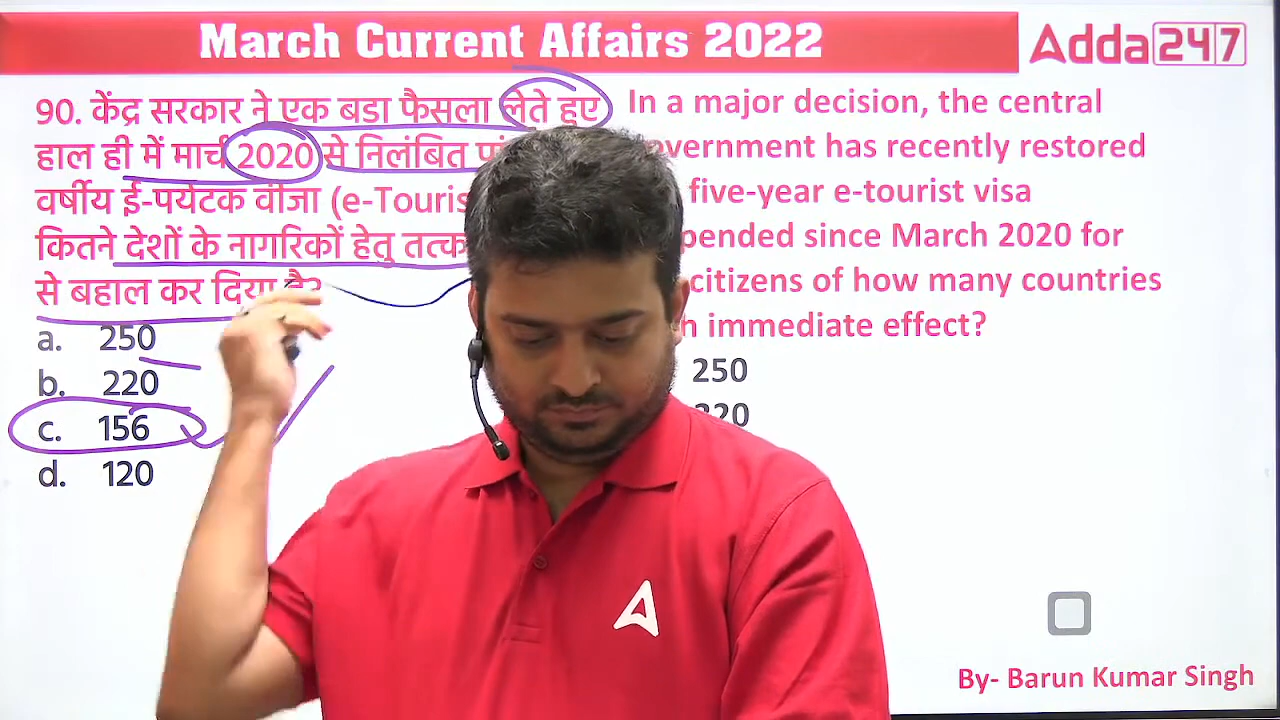 March Current Affairs 2022
Adda247
90. केंद्र सरकार ने एक बडा फैसला लेते हुए
हाल ही में मार्च 2020 से निलंबित
वर्षीय ई-पर्यटक वीजा (e-Touris
कितने देशों के नागरिकों हेतु
से बहाल कर दिया है?
a. 250
b. 220
c. 156
d. 120
In a major decision, the central
government has recently restored
five-year e-tourist visa
pended since March 2020 for
citizens of how many countries
immediate effect?
250
220
By- Barun Kumar Singh